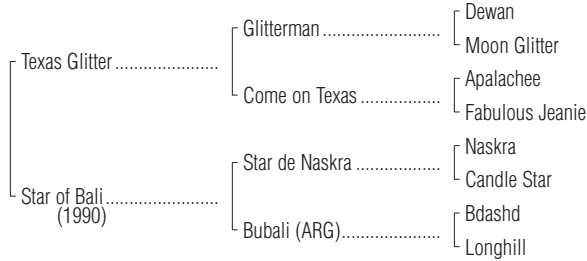 Dewan
Glitterman
Moon Glitter
Texas Glitter
Apalachee
Come on Texas
Fabulous Jeanie
Naskra
Star de Naskra
Candle Star
Star of Bali
(1990)
Bdashd
Bubali (ARG)
Longhill